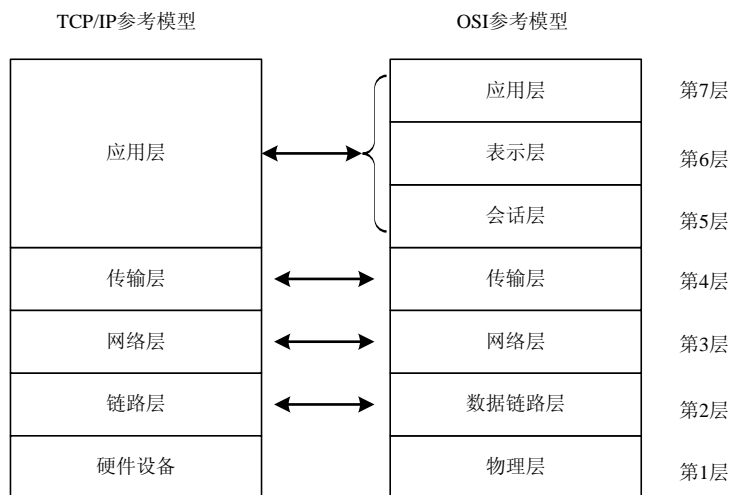 TCP/IP参考模型
OSI参考模型
应用层
应用层
第7层
表示层
第6层
会话层
第5层
传输层
传输层
第4层
网络层
网络层
第3层
链路层
数据链路层
第2层
硬件设备
物理层
第1层